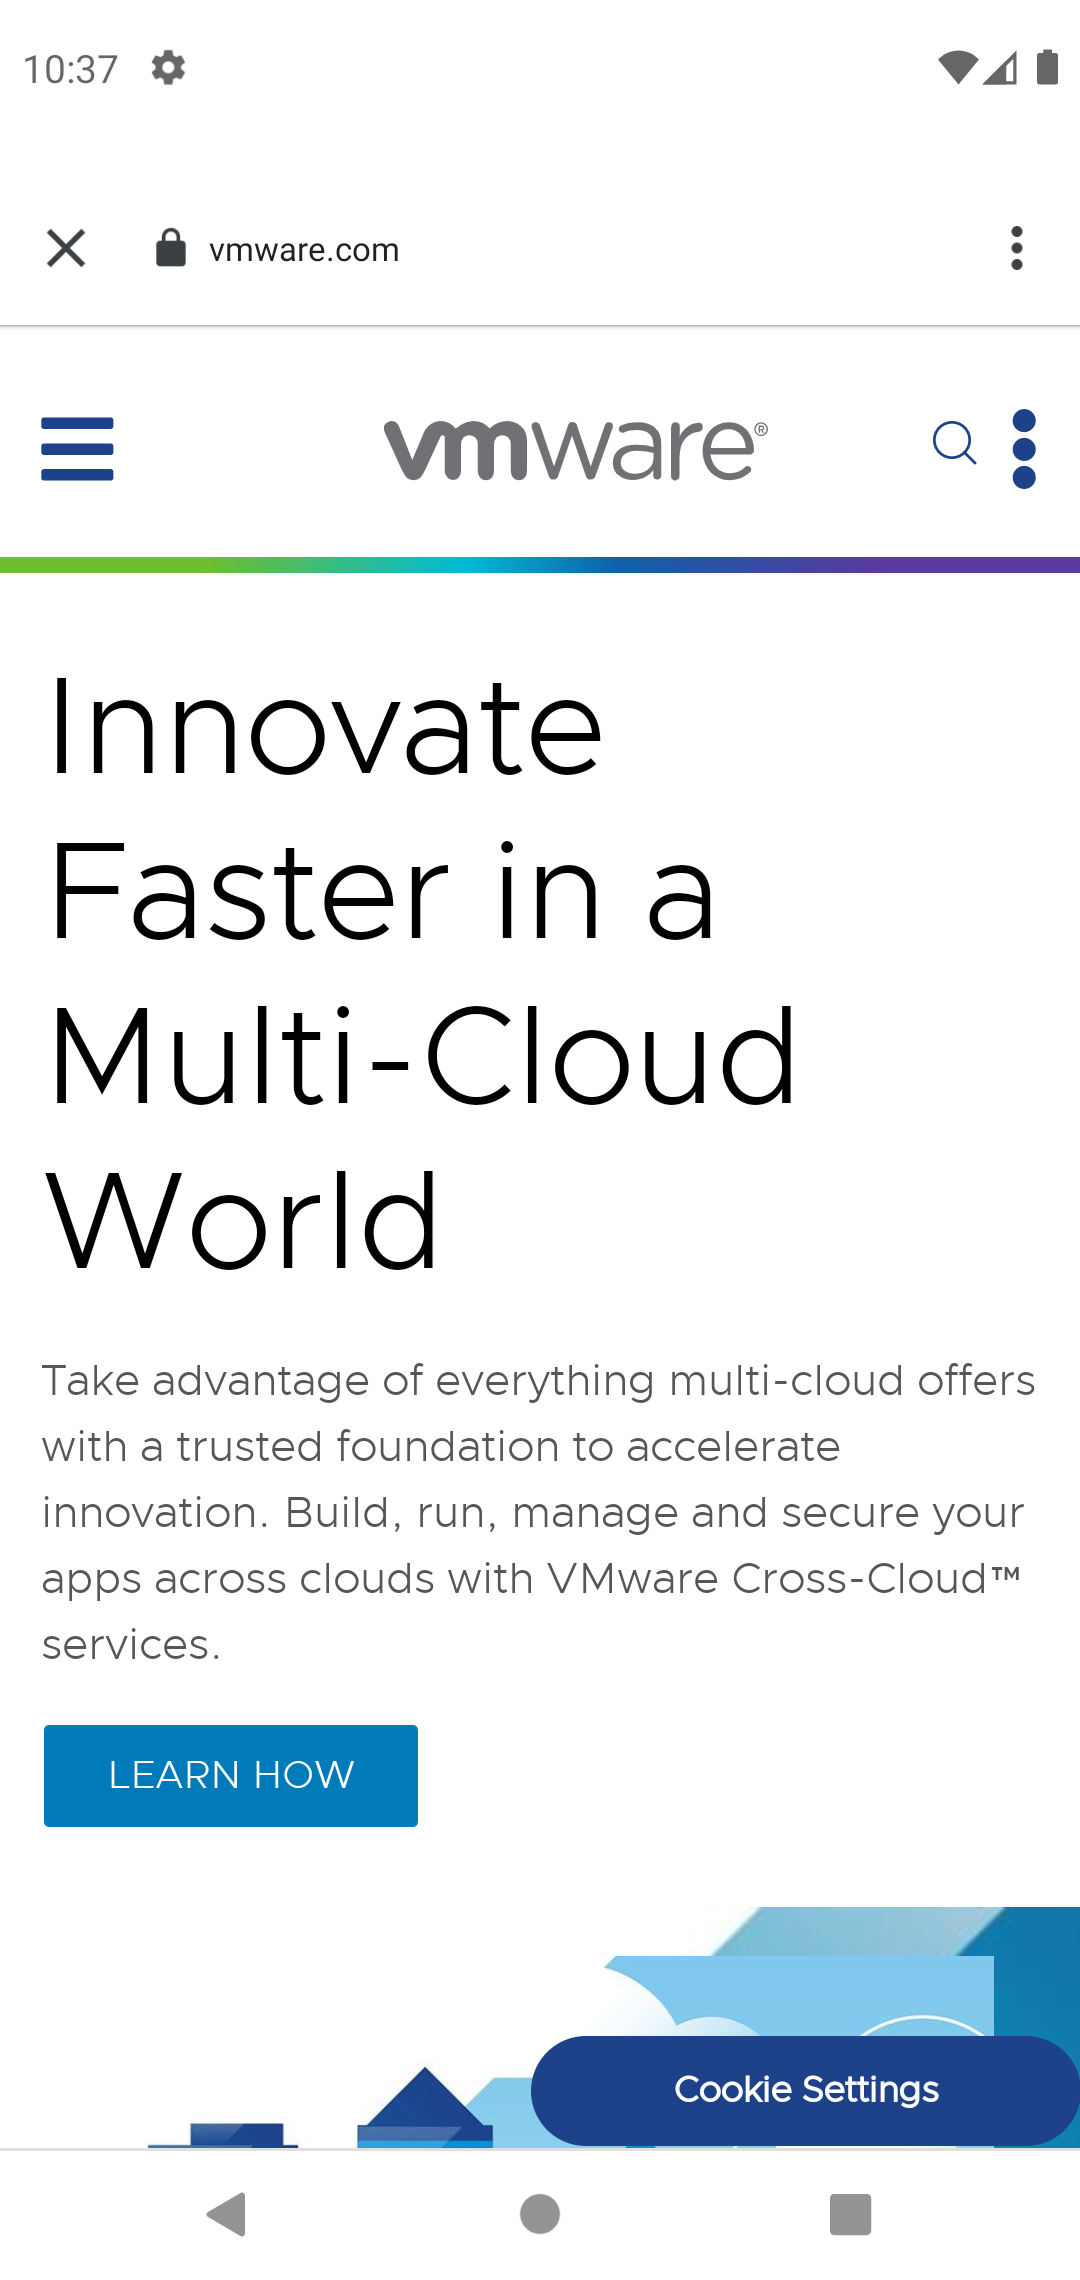 10:37
vmware.com
vmware®
Innovate
Faster in a
Multi-Cloud
World
Take advantage of everything multi-cloud offers
with a trusted foundation to accelerate
innovation. Build, run, manage and secure your
apps across clouds with VMware Cross-Cloud™
services.
LEARN HOW
Cookie Settings